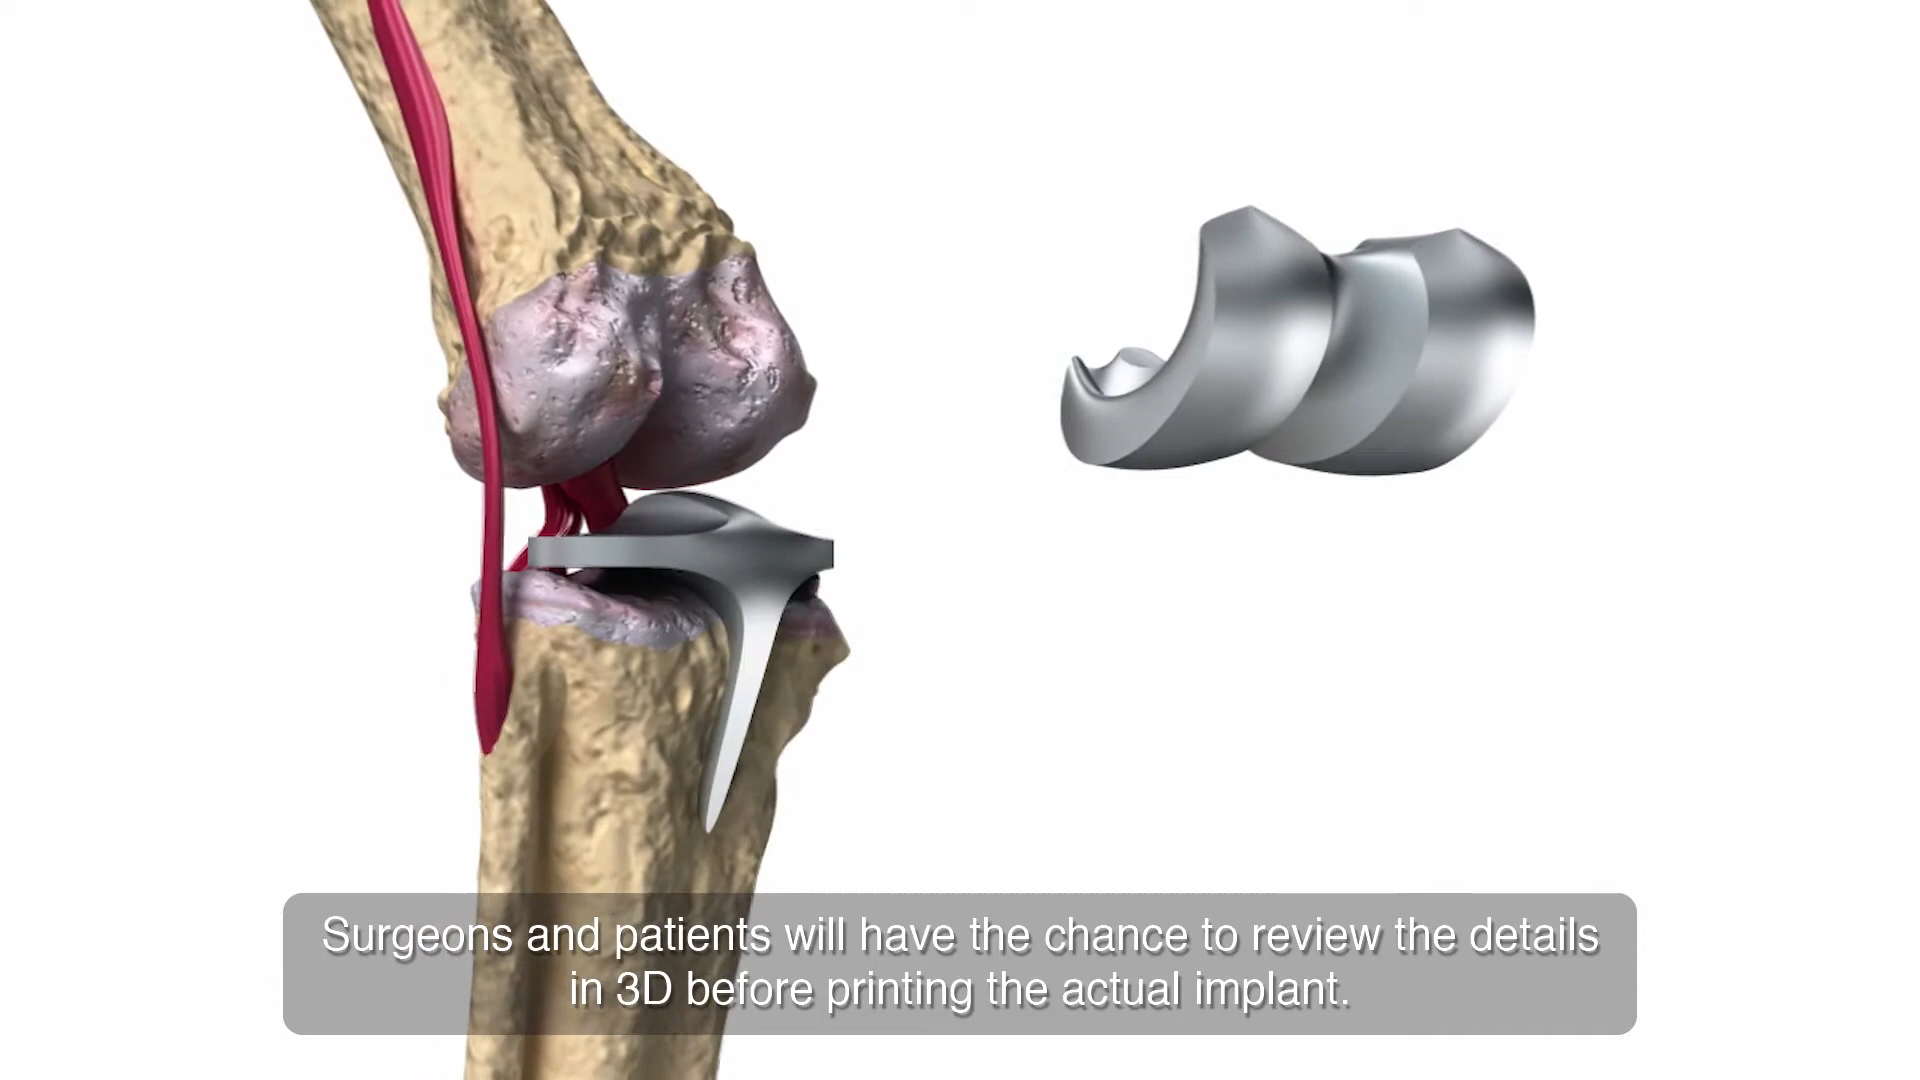 Surgeons and patients will have the chance to review the details
in 3D before printing the actual implant.